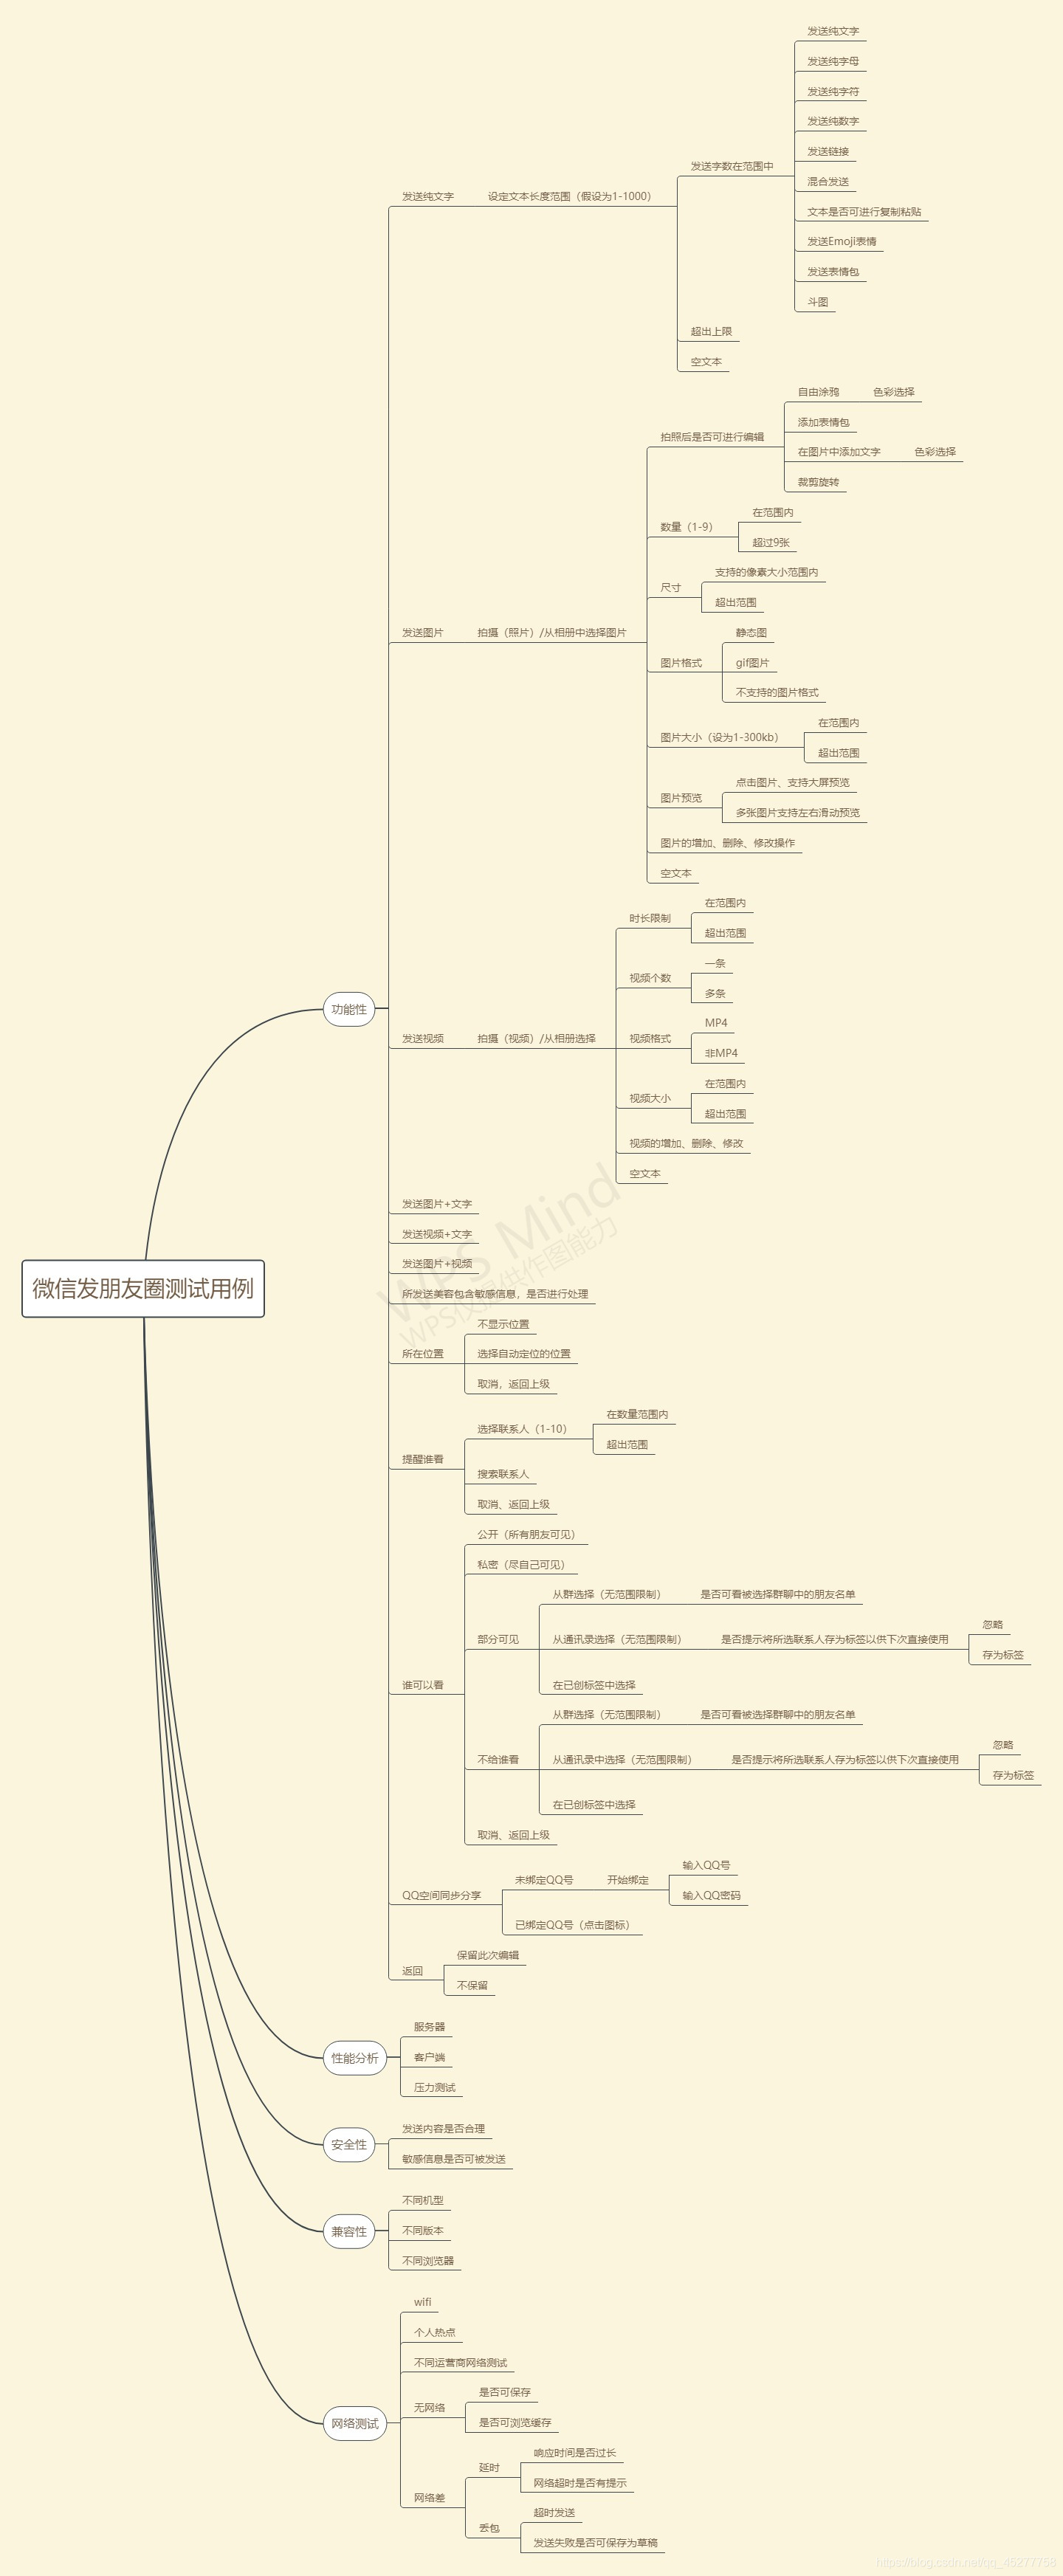 微信发朋友圈测试用例
功能性
发送纯文字
设定文本长度范围（假设为1-1000）
发送字数在范围中
发送纯文字
发送纯字母
发送纯字符
发送纯数字
发送链接
混合发送
文本是否可进行复制粘贴
发送Emoji表情
发送表情包
斗图
超出上限
空文本
发送图片
拍摄（照片）/从相册中选择图片
拍照后是否可进行编辑
自由涂鸦
色彩选择
添加表情包
在图片中添加文字
色彩选择
裁剪旋转
数量（1-9）
在范围内
超过9张
尺寸
支持的像素大小范围内
超出范围
图片格式
静态图
gif图片
不支持的图片格式
图片大小（设为1-300kb）
在范围内
超出范围
图片预览
点击图片、支持大屏预览
多张图片支持左右滑动预览
图片的增加、删除、修改操作
空文本
发送视频
拍摄（视频）/从相册选择
时长限制
在范围内
超出范围
视频个数
一条
多条
视频格式
MP4
非MP4
视频大小
在范围内
超出范围
视频的增加、删除、修改
空文本
发送图片+文字
发送视频+文字
发送图片+视频
所发送美容包含敏感信息，是否进行处理
所在位置
不显示位置
选择自动定位的位置
取消，返回上级
提醒谁看
选择联系人（1-10）
在数量范围内
超出范围
搜索联系人
取消、返回上级
谁可以看
公开（所有朋友可见）
私密（尽自己可见）
部分可见
从群选择（无范围限制）
是否可看被选择群聊中的朋友名单
从通讯录选择（无范围限制）
是否提示将所选联系人存为标签以供下次直接使用
忽略
存为标签
在已创标签中选择
不给谁看
从群选择（无范围限制）
是否可看被选择群聊中的朋友名单
从通讯录中选择（无范围限制）
是否提示将所选联系人存为标签以供下次直接使用
忽略
存为标签
在已创标签中选择
取消、返回上级
QQ空间同步分享
未绑定QQ号
开始绑定
输入QQ号
输入QQ密码
已绑定QQ号（点击图标）
返回
保留此次编辑
不保留
性能分析
服务器
客户端
压力测试
安全性
发送内容是否合理
敏感信息是否可被发送
兼容性
不同机型
不同版本
不同浏览器
网络测试
wifi
个人热点
不同运营商网络测试
无网络
是否可保存
是否可浏览缓存
网络差
延时
响应时间是否过长
网络超时是否有提示
丢包
超时发送
发送失败是否可保存为草稿
WPS Mind
WPS仅提供作图能力
https://blog.csdn.net/qq_45277758